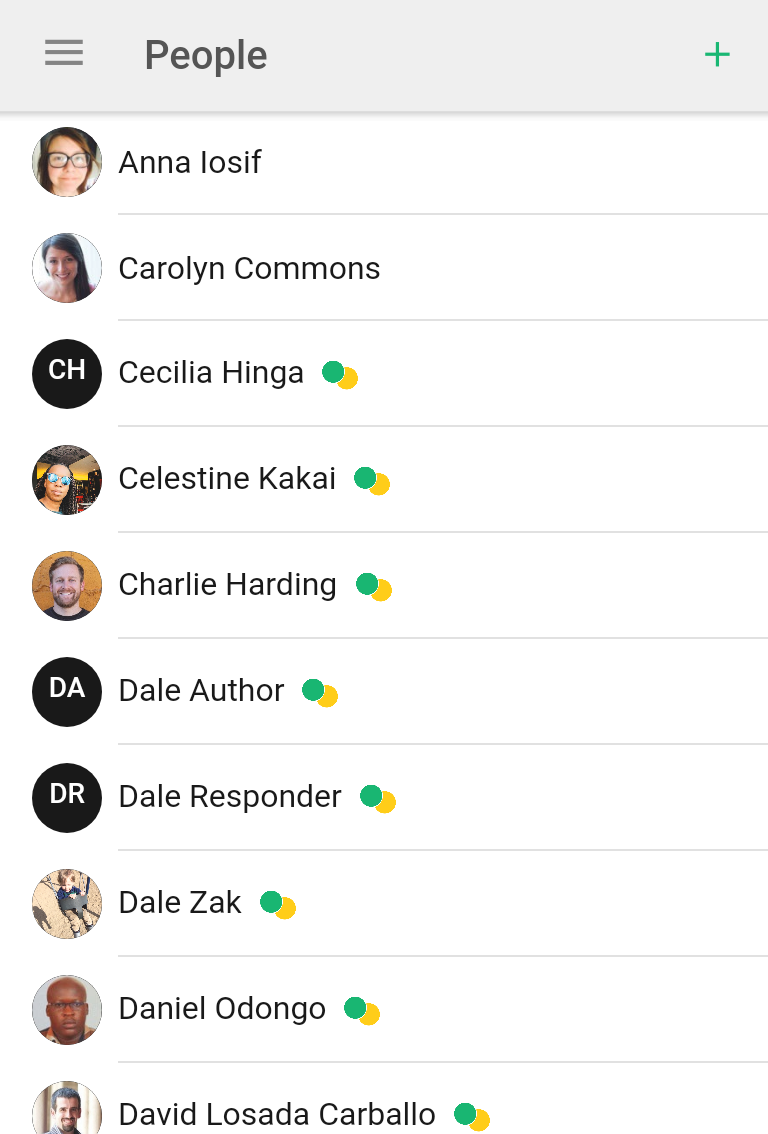 People
Anna Iosif
Carolyn Commons
CH Cecilia Hinga
Celestine Kakai
Charlie Harding
DA Dale Author
DR Dale Responder
Dale Zak
Daniel Odongo
David Losada Carballo